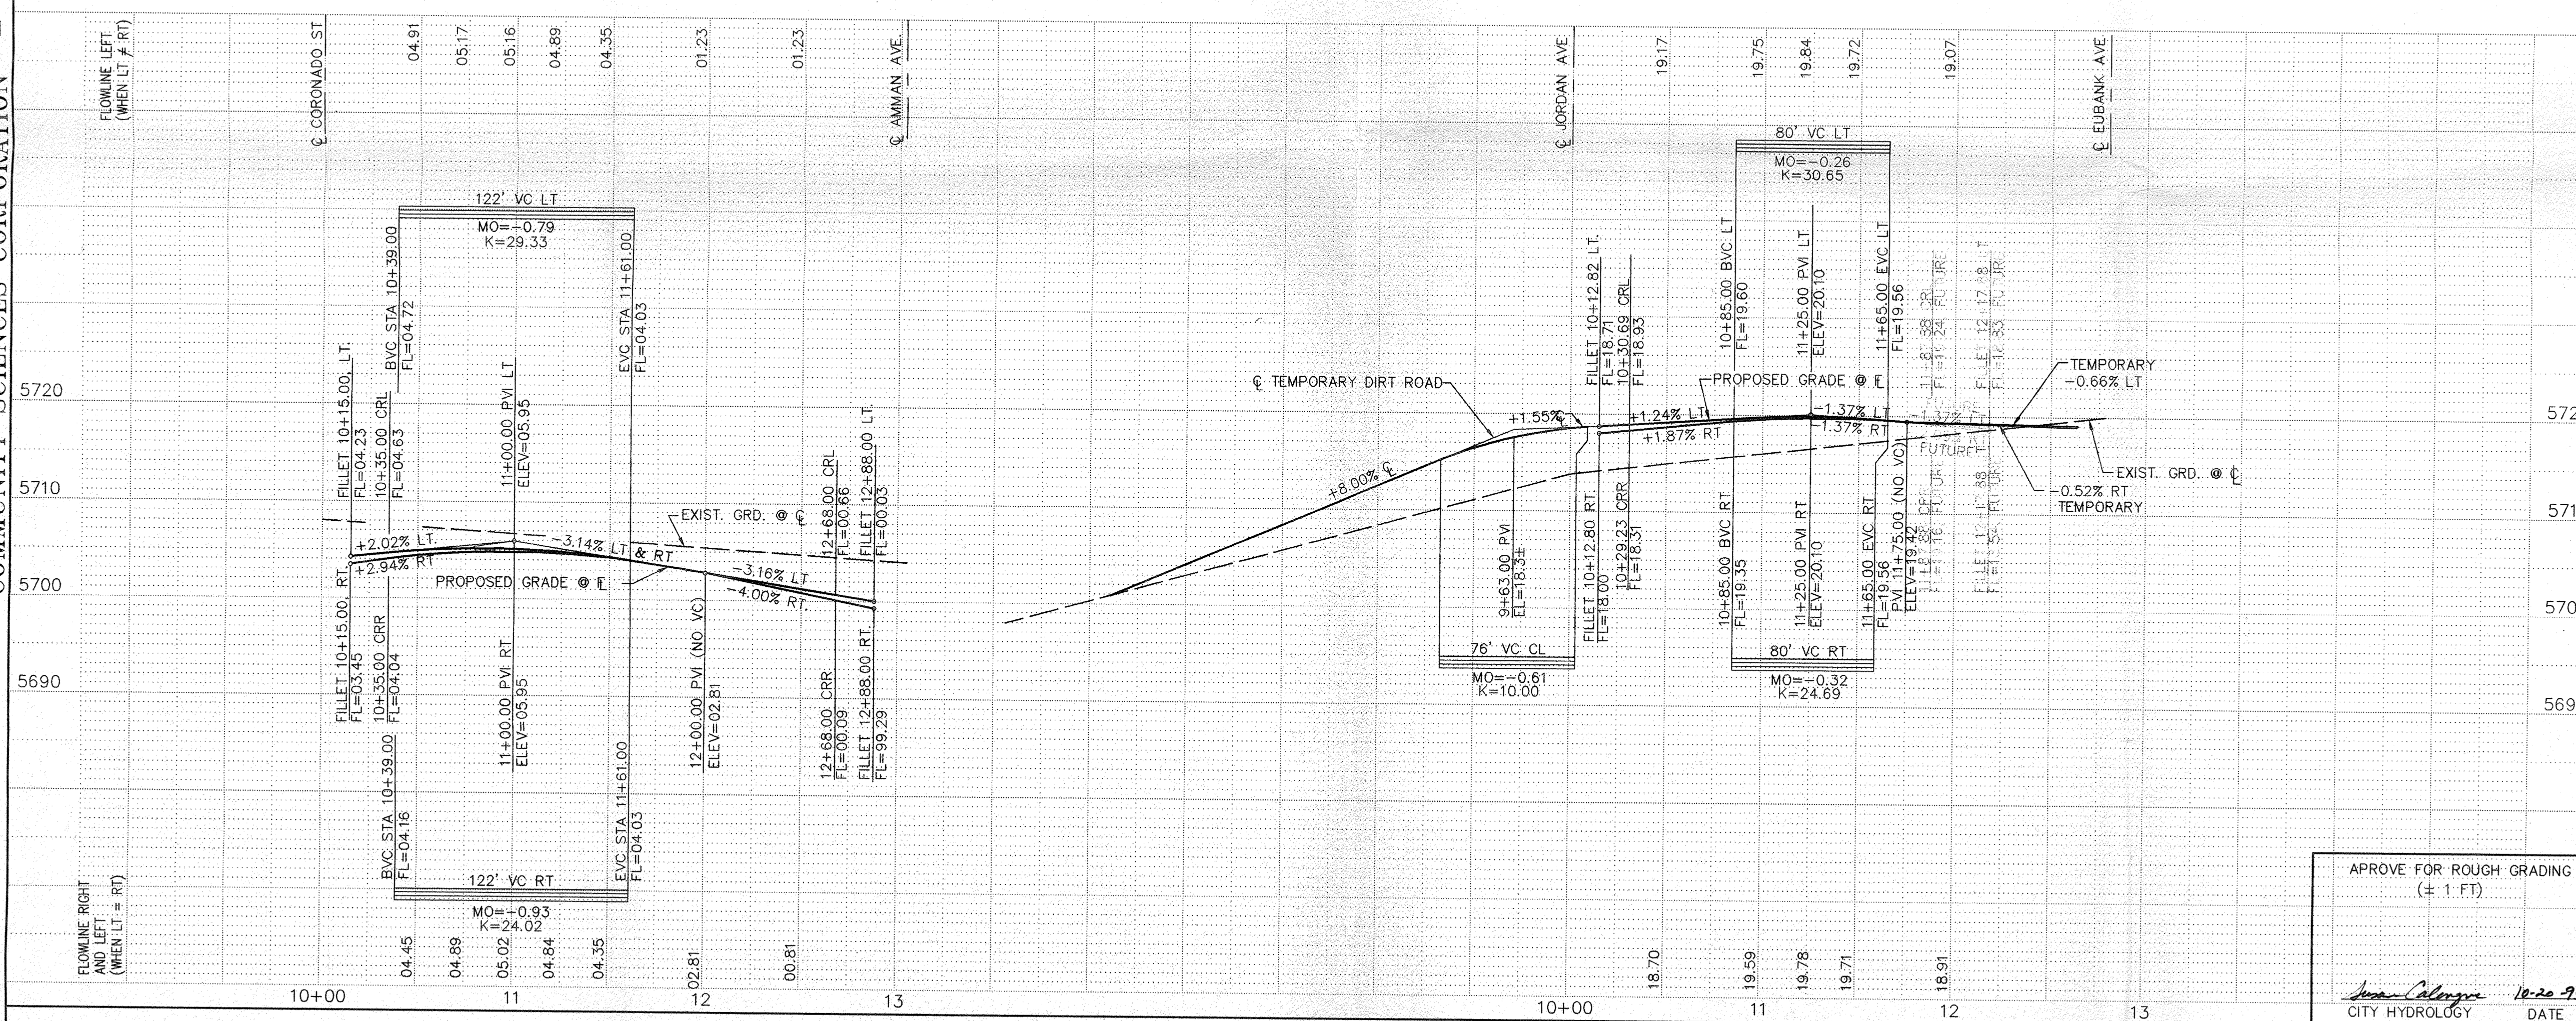 COMMUNITY SCIENCES CORPORATION
FLOWLINE LEFT
(WHEN LT ≠ RT)
℄ CORONADO ST
04.91
05.17
05.16
04.89
04.35
01.23
01.23
℄ AMMAN AVE.
℄ JORDAN AVE.
19.17
19.75
19.84
19.72
19.07
℄ EUBANK AVE.
122' VC LT
MO=-0.79
K=29.33
80' VC LT
MO=-0.26
K=30.65
FILLET 10+15.00, LT.
FL=04.23
10+35.00 CRL
FL=04.63
BVC STA 10+39.00
FL=04.72
11+00.00 PVI LT
ELEV=05.95
EVC STA 11+61.00
FL=04.03
12+68.00 CRL
FL=00.66
FILLET 12+88.00 LT.
FL=00.03
FILLET 10+12.82 LT.
FL=18.71
10+30.69 CRL
FL=18.93
10+85.00 BVC LT
FL=19.60
11+25.00 PVI LT
ELEV=20.10
11+65.00 EVC LT
FL=19.56
5720
5710
5700
5690
572
571
570
569
EXIST. GRD. @ ℄
+2.02% LT.
+2.94% RT
-3.14% LT & RT
PROPOSED GRADE @ FL
-3.16% LT
-4.00% RT.
℄ TEMPORARY DIRT ROAD
+8.00% ℄
+1.55% ℄
PROPOSED GRADE @ FL
+1.24% LT.
+1.87% RT
-1.37% LT
-1.37% RT
-1.37%
FUTURE
TEMPORARY
-0.66% LT
EXIST. GRD. @ ℄
-0.52% RT
TEMPORARY
FILLET 10+15.00, RT.
FL=03.45
10+35.00 CRR
FL=04.04
BVC STA 10+39.00
FL=04.16
11+00.00 PVI RT
ELEV=05.95
EVC STA 11+61.00
FL=04.03
12+00.00 PVI (NO VC)
ELEV=02.81
12+68.00 CRR
FL=00.09
FILLET 12+88.00 RT.
FL=99.29
9+63.00 PVI
EL=18.3±
FILLET 10+12.80 RT.
FL=18.00
10+29.23 CRR
FL=18.31
10+85.00 BVC RT
FL=19.35
11+25.00 PVI RT
ELEV=20.10
11+65.00 EVC RT
FL=19.56
PVI 11+75.00 (NO VC)
ELEV=19.42
76' VC CL
MO=-0.61
K=10.00
80' VC RT
MO=-0.32
K=24.69
122' VC RT
MO=-0.93
K=24.02
FLOWLINE RIGHT
AND LEFT
(WHEN LT = RT)
04.45
04.89
05.02
04.84
04.35
02.81
00.81
18.70
19.59
19.78
19.71
18.91
10+00
11
12
13
10+00
11
12
13
APROVE FOR ROUGH GRADING
(± 1 FT)
10-20-9
CITY HYDROLOGY
DATE